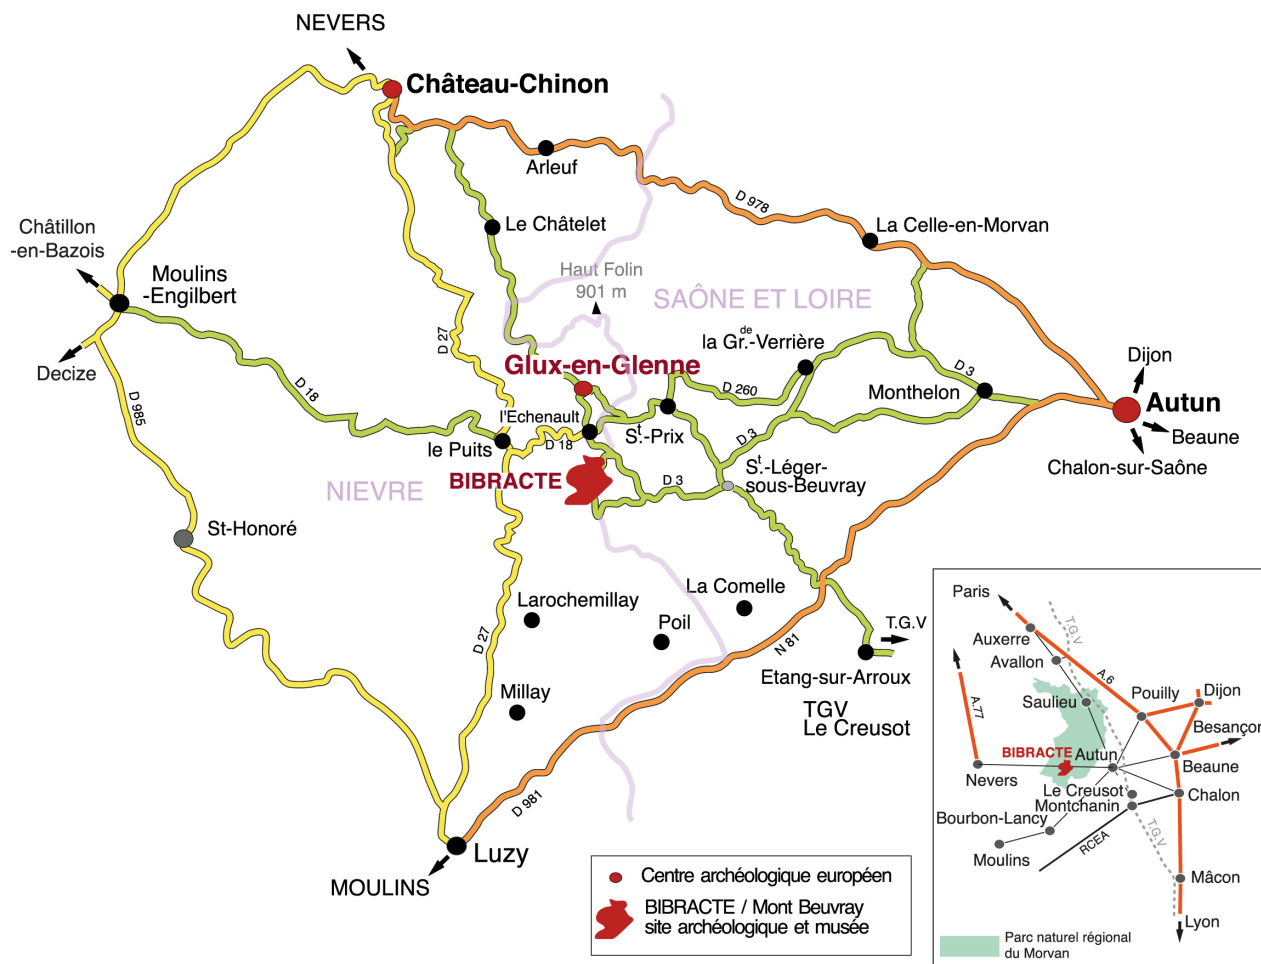 NEVERS
Château-Chinon
Arleuf
D 978
Le Châtelet
La Celle-en-Morvan
Châtillon
-en-Bazois
Moulins
-Engilbert
Haut Folin
901 m
SAÔNE ET LOIRE
D 27
la Gr.de-Verrière
Dijon
Decize
Glux-en-Glenne
D 3
D 260
Monthelon
Autun
D 18
D 985
l'Echenault
St.-Prix
Beaune
le Puits
D 18
D 3
Chalon-sur-Saône
NIEVRE
BIBRACTE
D 3
St.-Léger-
sous-Beuvray
St-Honoré
Larochemillay
La Comelle
Poil
T.G.V
D 27
N 81
Etang-sur-Arroux
Millay
TGV
Le Creusot
D 981
Luzy
MOULINS
Centre archéologique européen
BIBRACTE / Mont Beuvray
site archéologique et musée
Paris
T.G.V
Auxerre
Avallon
A.6
A.77
Saulieu
Pouilly
Dijon
Besançon
BIBRACTE
Autun
Nevers
Beaune
Le Creusot
Montchanin
Chalon
Bourbon-Lancy
T.G.V
RCEA
Moulins
Mâcon
Lyon
Parc naturel régional
du Morvan